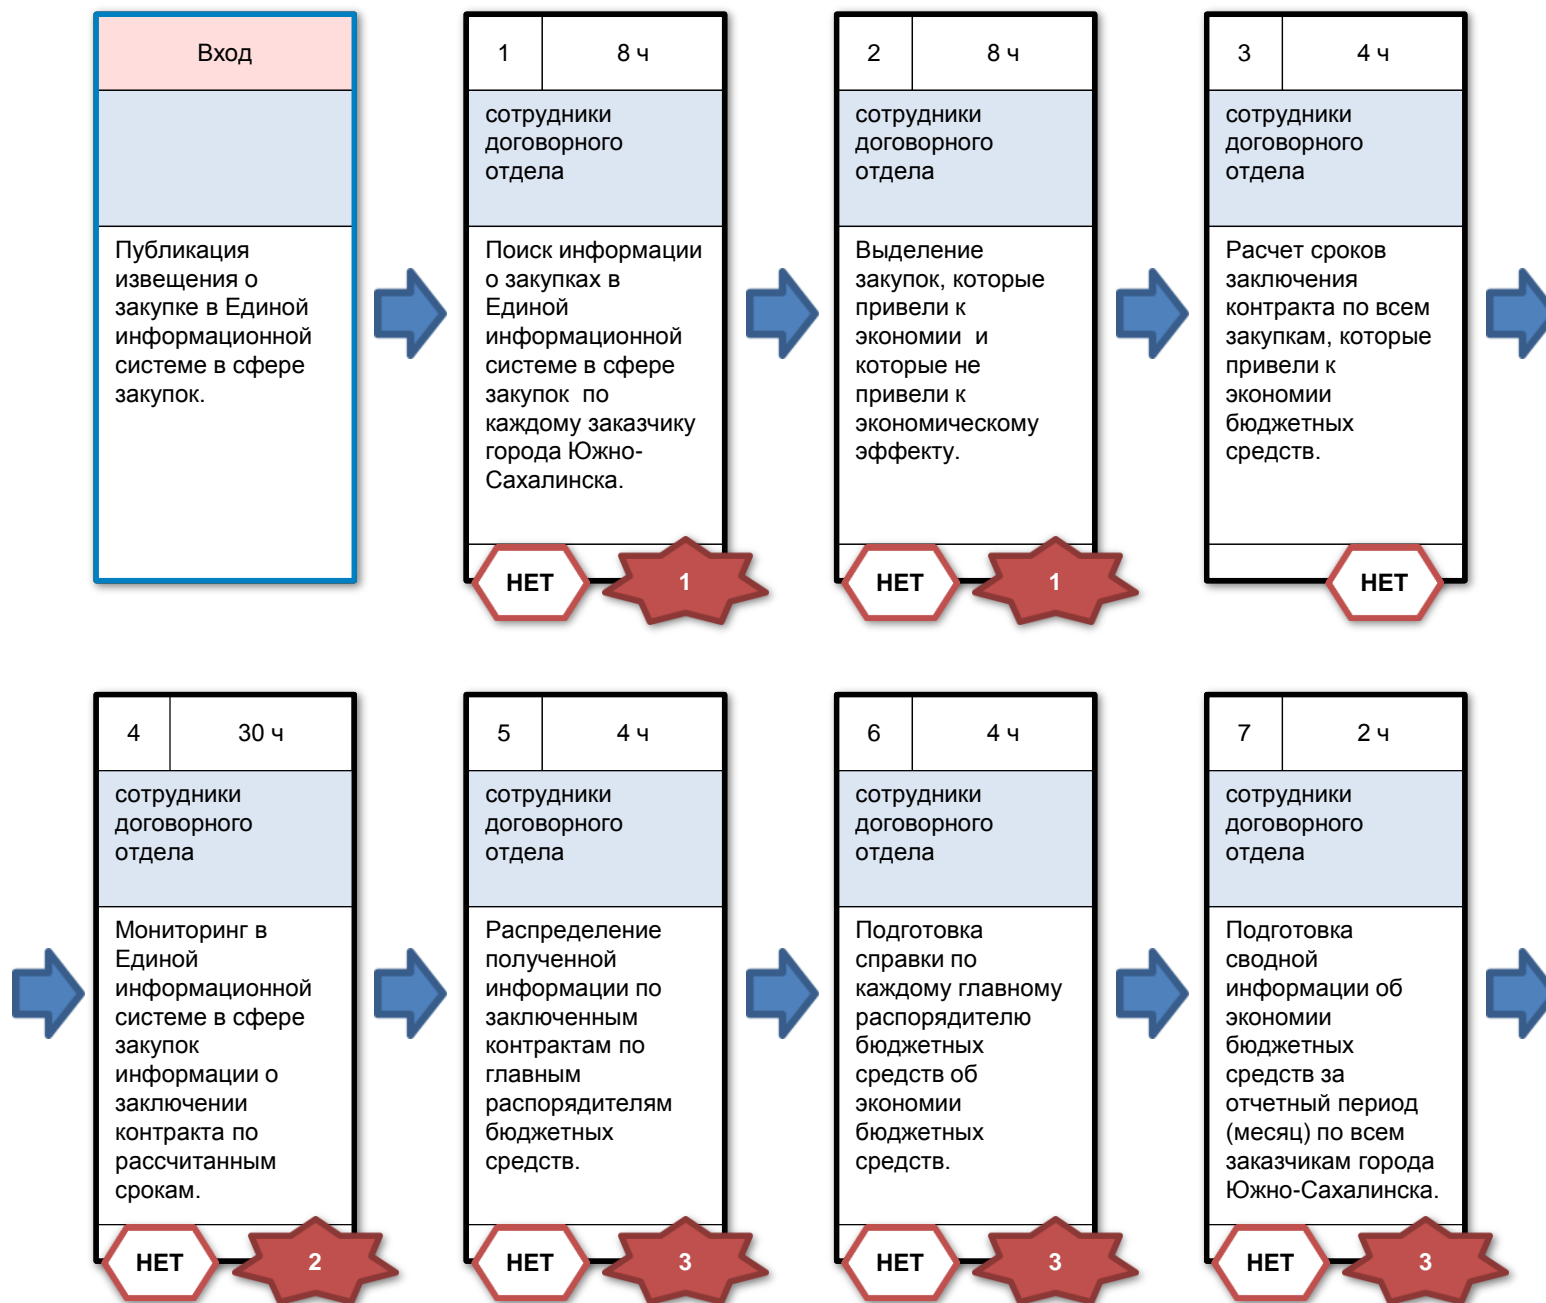 Вход
Публикация
извещения о
закупке в Единой
информационной
системе в сфере
закупок.
1
8 ч
сотрудники
договорного
отдела
Поиск информации
о закупках в
Единой
информационной
системе в сфере
закупок по
каждому заказчику
города Южно-
Сахалинска.
НЕТ
1
2
8 ч
сотрудники
договорного
отдела
Выделение
закупок, которые
привели к
экономии и
которые не
привели к
экономическому
эффекту.
НЕТ
1
3
4 ч
сотрудники
договорного
отдела
Расчет сроков
заключения
контракта по всем
закупкам, которые
привели к
экономии
бюджетных
средств.
НЕТ
4
30 ч
сотрудники
договорного
отдела
Мониторинг в
Единой
информационной
системе в сфере
закупок
информации о
заключении
контракта по
рассчитанным
срокам.
НЕТ
2
5
4 ч
сотрудники
договорного
отдела
Распределение
полученной
информации по
заключенным
контрактам по
главным
распорядителям
бюджетных
средств.
НЕТ
3
6
4 ч
сотрудники
договорного
отдела
Подготовка
справки по
каждому главному
распорядителю
бюджетных
средств об
экономии
бюджетных
средств.
НЕТ
3
7
2 ч
сотрудники
договорного
отдела
Подготовка
сводной
информации об
экономии
бюджетных
средств за
отчетный период
(месяц) по всем
заказчикам города
Южно-Сахалинска.
НЕТ
3